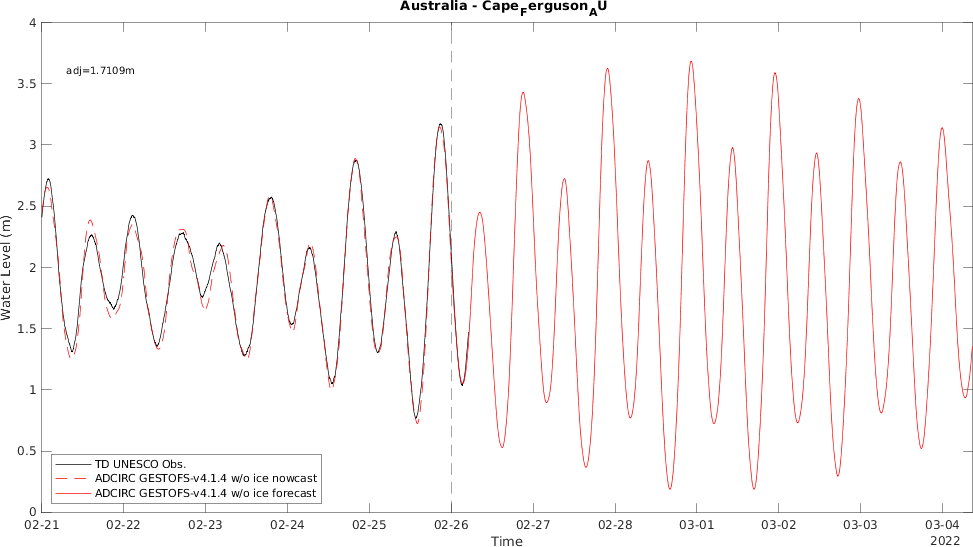 Australia - Cape_Ferguson_AU
4
3.5
3
2.5
2
1.5
1
0.5
0
Water Level (m)
adj=1.7109m
TD UNESCO Obs.
ADCIRC GESTOFS-v4.1.4 w/o ice nowcast
ADCIRC GESTOFS-v4.1.4 w/o ice forecast
02-21 02-22 02-23 02-24 02-25 02-26 02-27 02-28 03-01 03-02 03-03 03-04
Time 2022